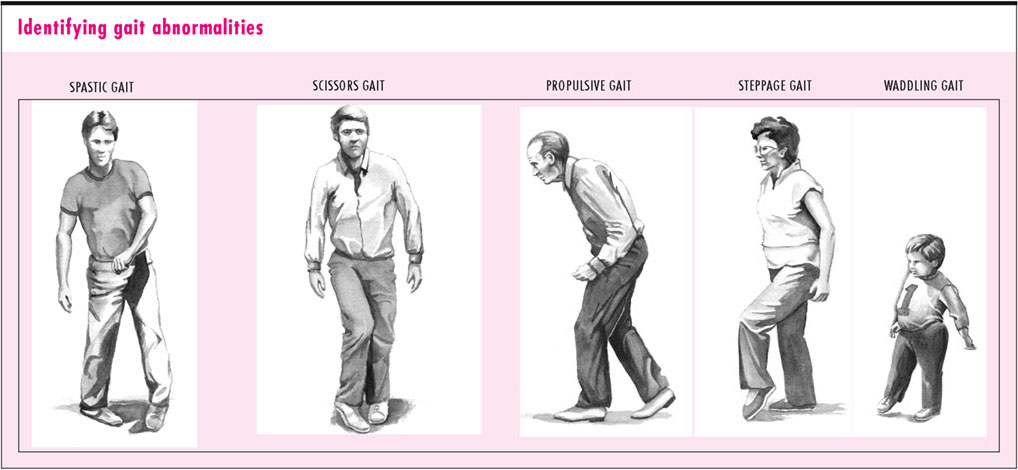 Identifying gait abnormalities
SPASTIC GAIT
SCISSORS GAIT
PROPULSIVE GAIT
STEPPAGE GAIT
WADDLING GAIT